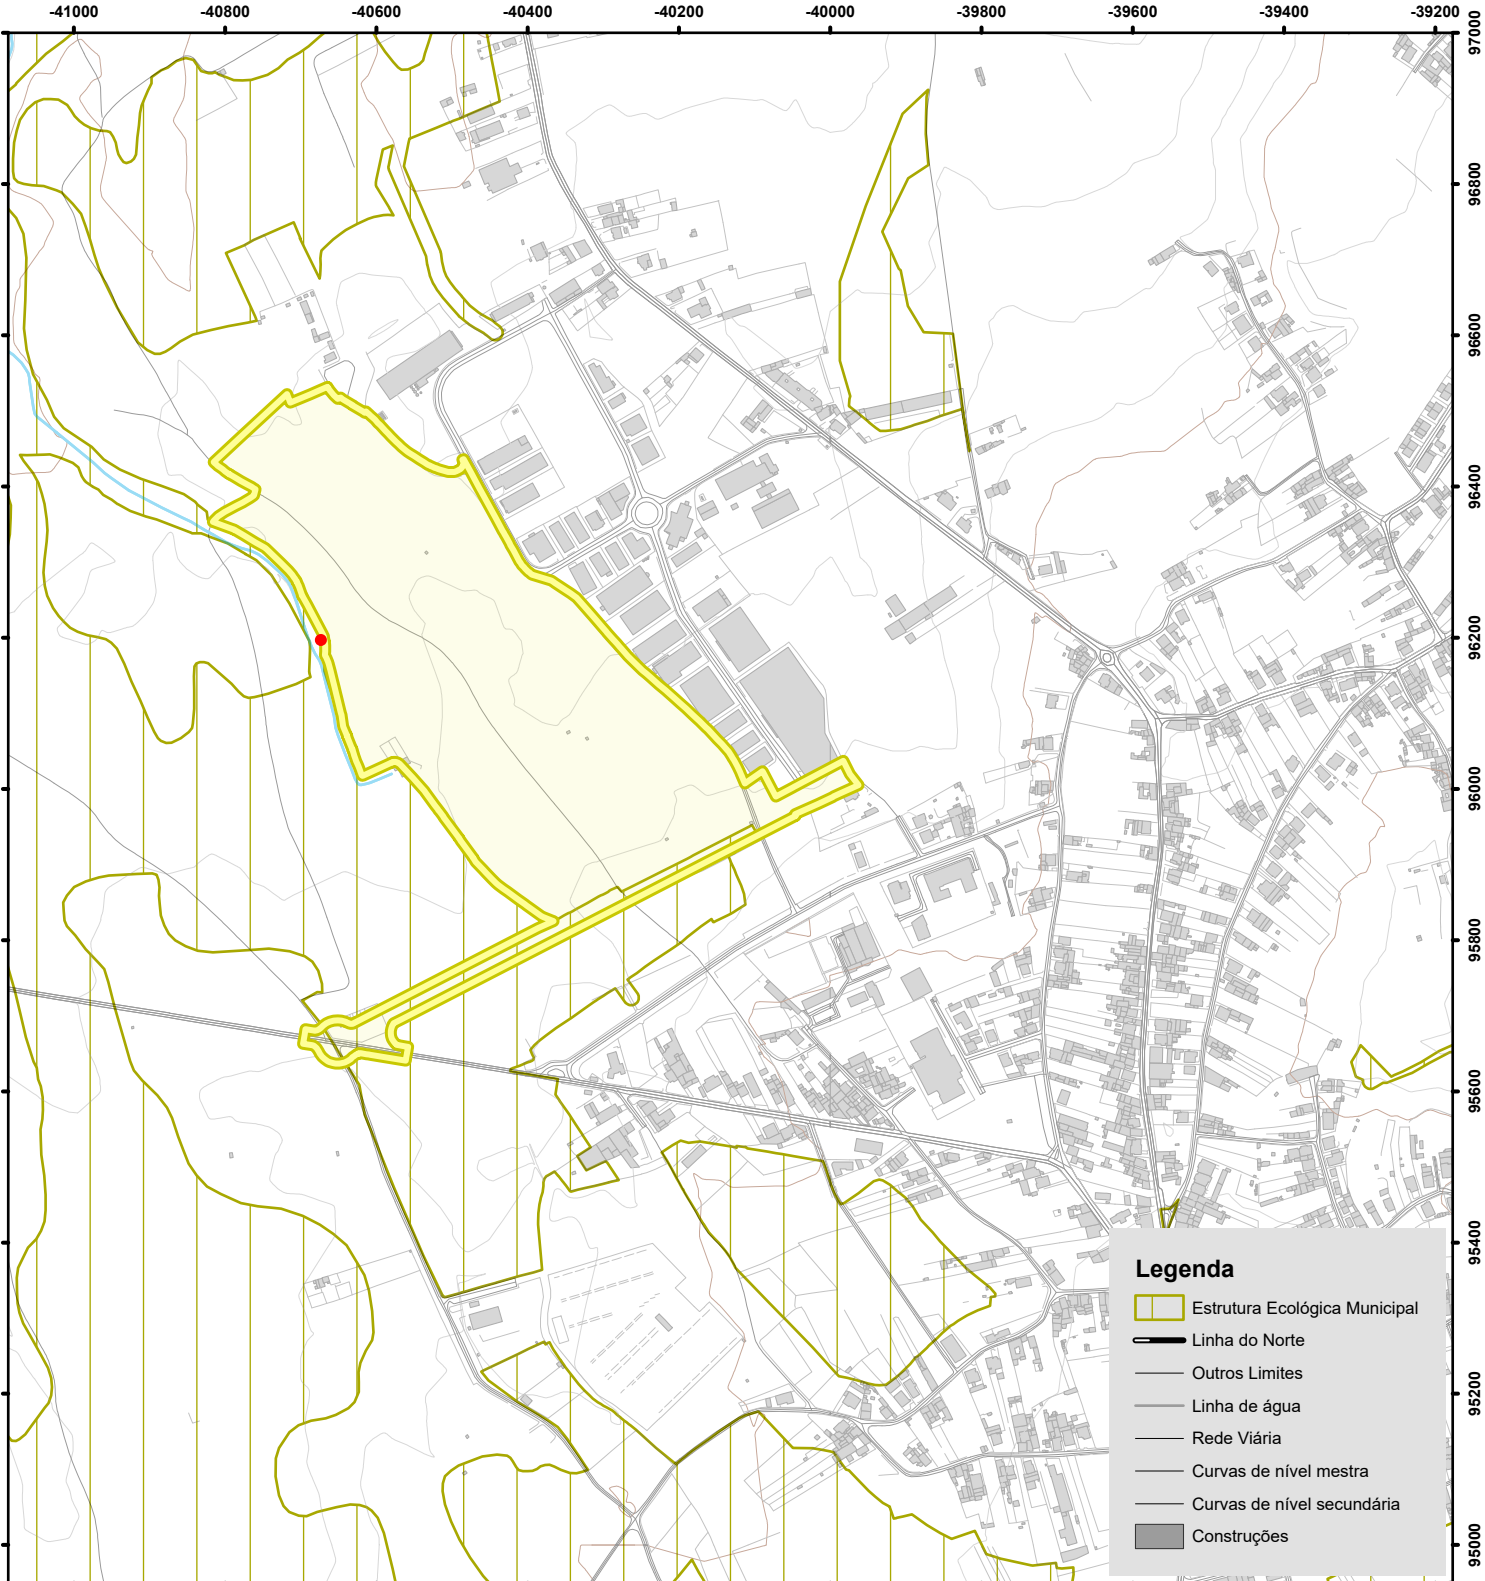 -41000 -40800 -40600 -40400 -40200 -40000 -39800 -39600 -39400 -39200
97000
96800
96600
96400
96200
96000
95800
95600
95400
95200
95000
Legenda
Estrutura Ecológica Municipal
Linha do Norte
Outros Limites
Linha de água
Rede Viária
Curvas de nível mestra
Curvas de nível secundária
Construções